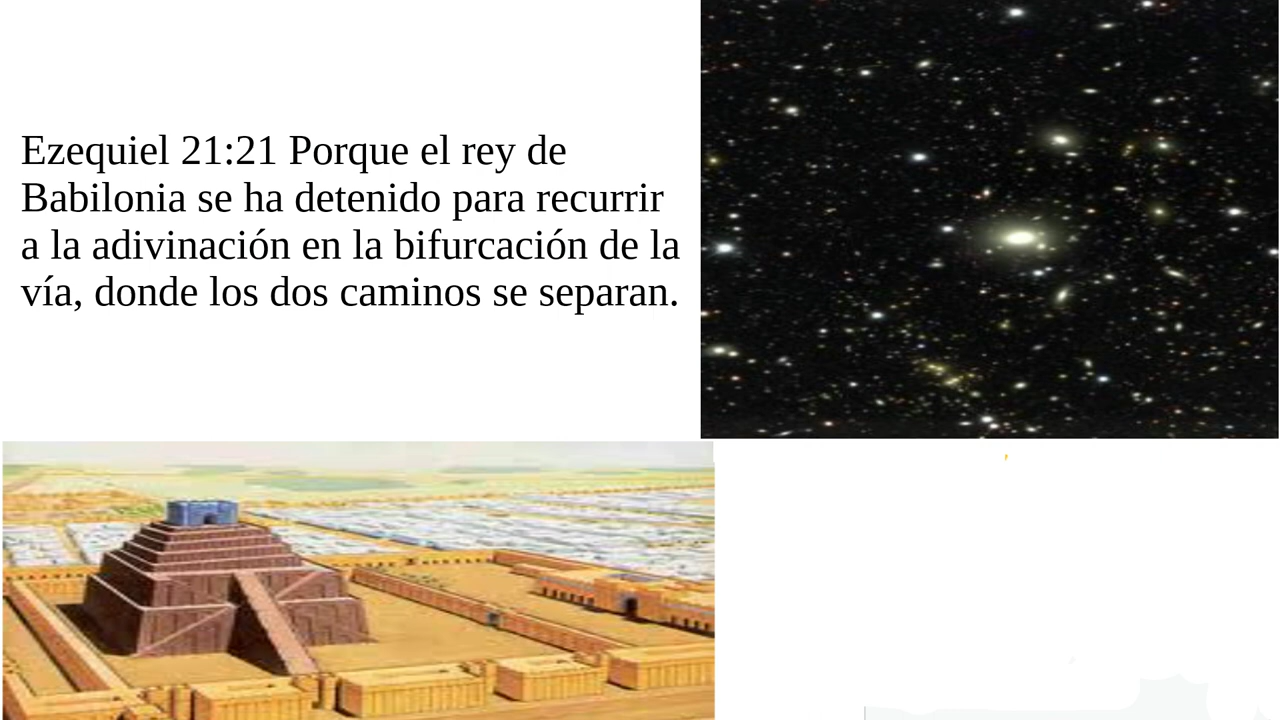 Ezequiel 21:21 Porque el rey de
Babilonia se ha detenido para recurrir
a la adivinación en la bifurcación de la
vía, donde los dos caminos se separan.